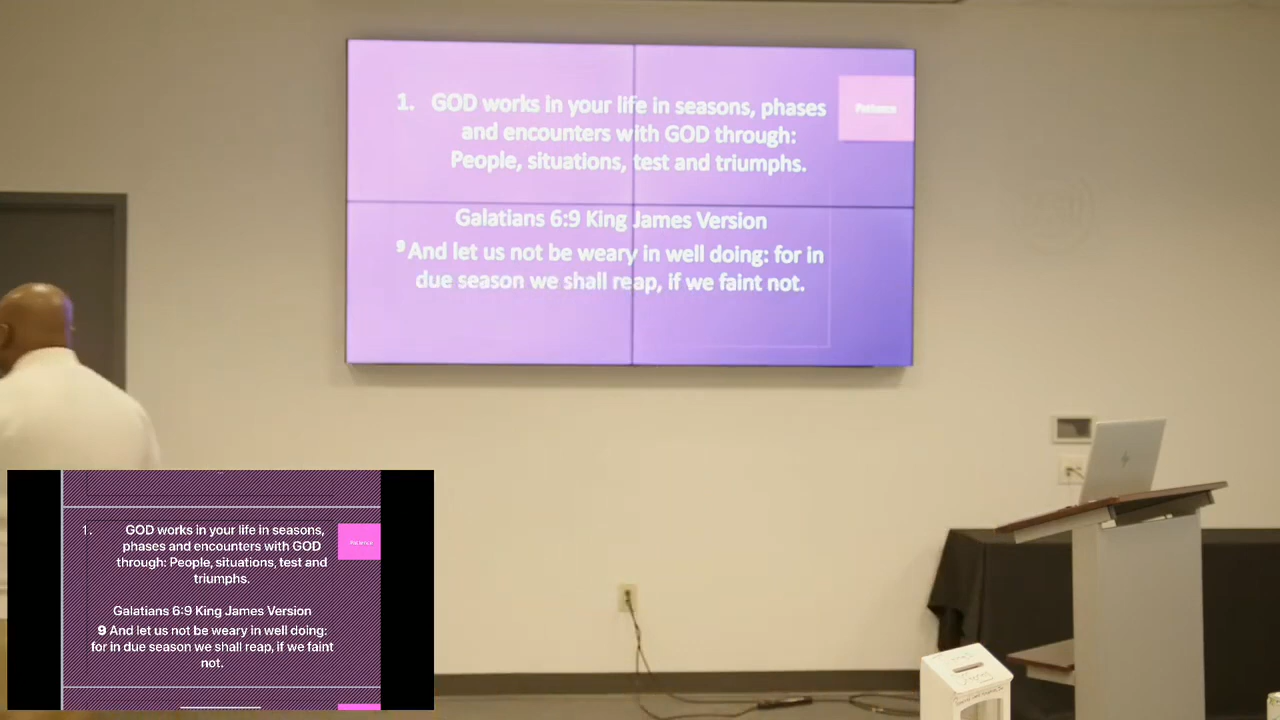 1. GOD works in your life in seasons, phases
and encounters with GOD through:
People, situations, test and triumphs.
Patience
Galatians 6:9 King James Version
9 And let us not be weary in well doing: for in
due season we shall reap, if we faint not.
1. GOD works in your life in seasons,
phases and encounters with GOD
through: People, situations, test and
triumphs.
Patience
Galatians 6:9 King James Version
9 And let us not be weary in well doing:
for in due season we shall reap, if we faint
not.